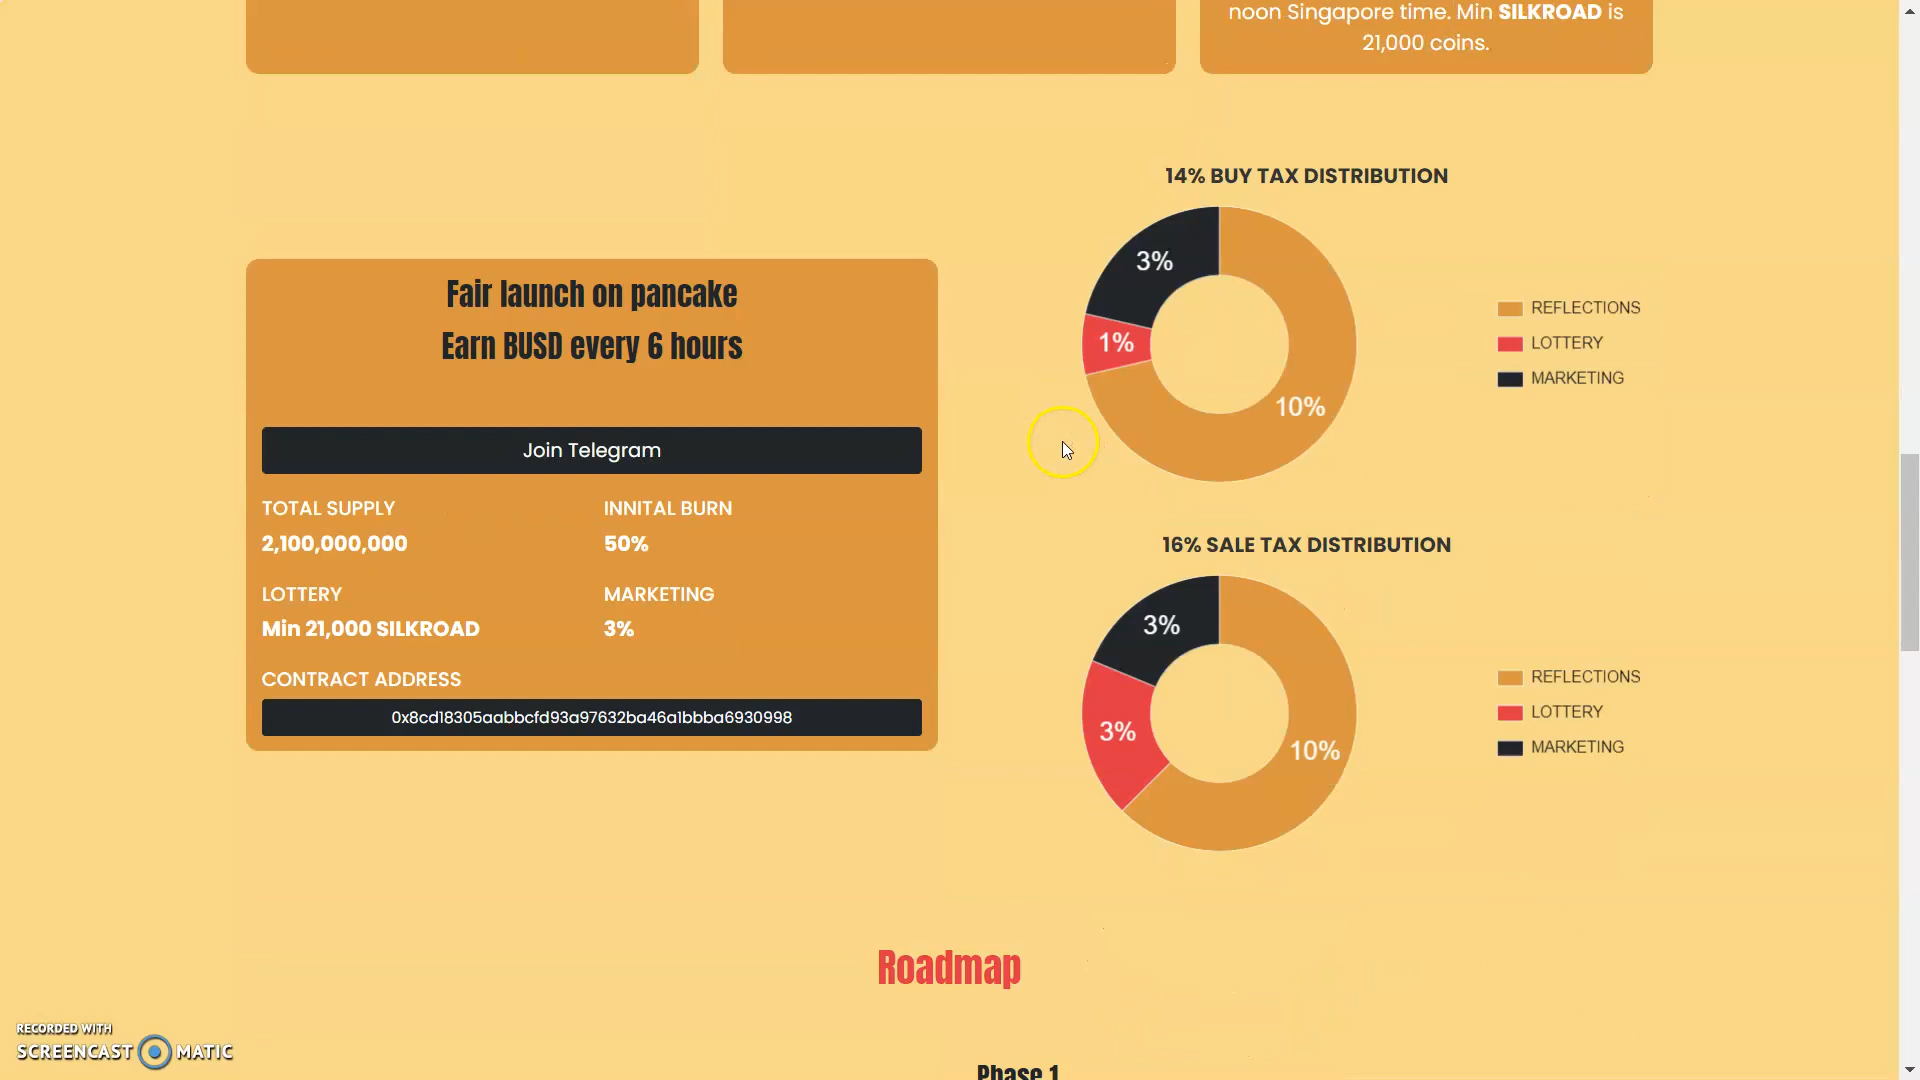 noon Singapore time. Min SILKROAD is
21,000 coins.
Fair launch on pancake
Earn BUSD every 6 hours
Join Telegram
TOTAL SUPPLY
2,100,000,000
INNITAL BURN
50%
LOTTERY
Min 21,000 SILKROAD
MARKETING
3%
CONTRACT ADDRESS
0x8cd18305aabbcfd93a97632ba46a1bbba6930998
14% BUY TAX DISTRIBUTION
3%
1%
10%
REFLECTIONS
LOTTERY
MARKETING
16% SALE TAX DISTRIBUTION
3%
3%
10%
REFLECTIONS
LOTTERY
MARKETING
Roadmap
Phase 1
RECORDED WITH
SCREENCAST MATIC